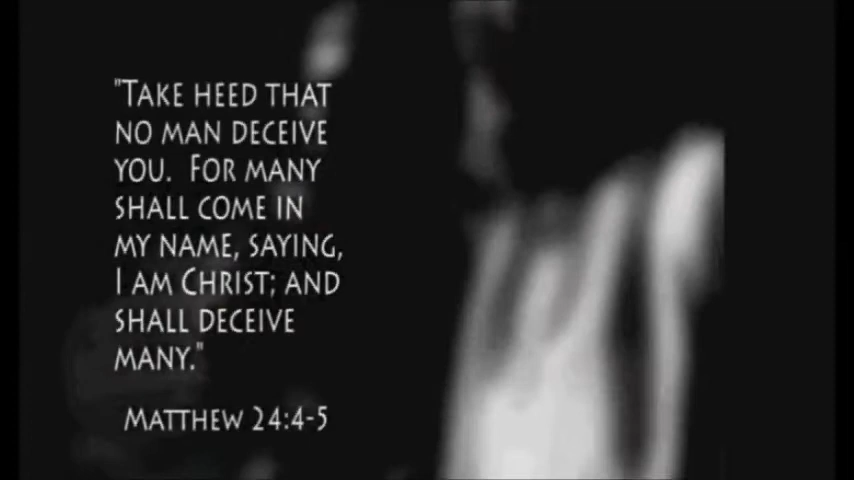 "Take heed that
no man deceive
you.  For many
shall come in
my name, saying,
I am Christ; and
shall deceive
many."
Matthew 24:4-5